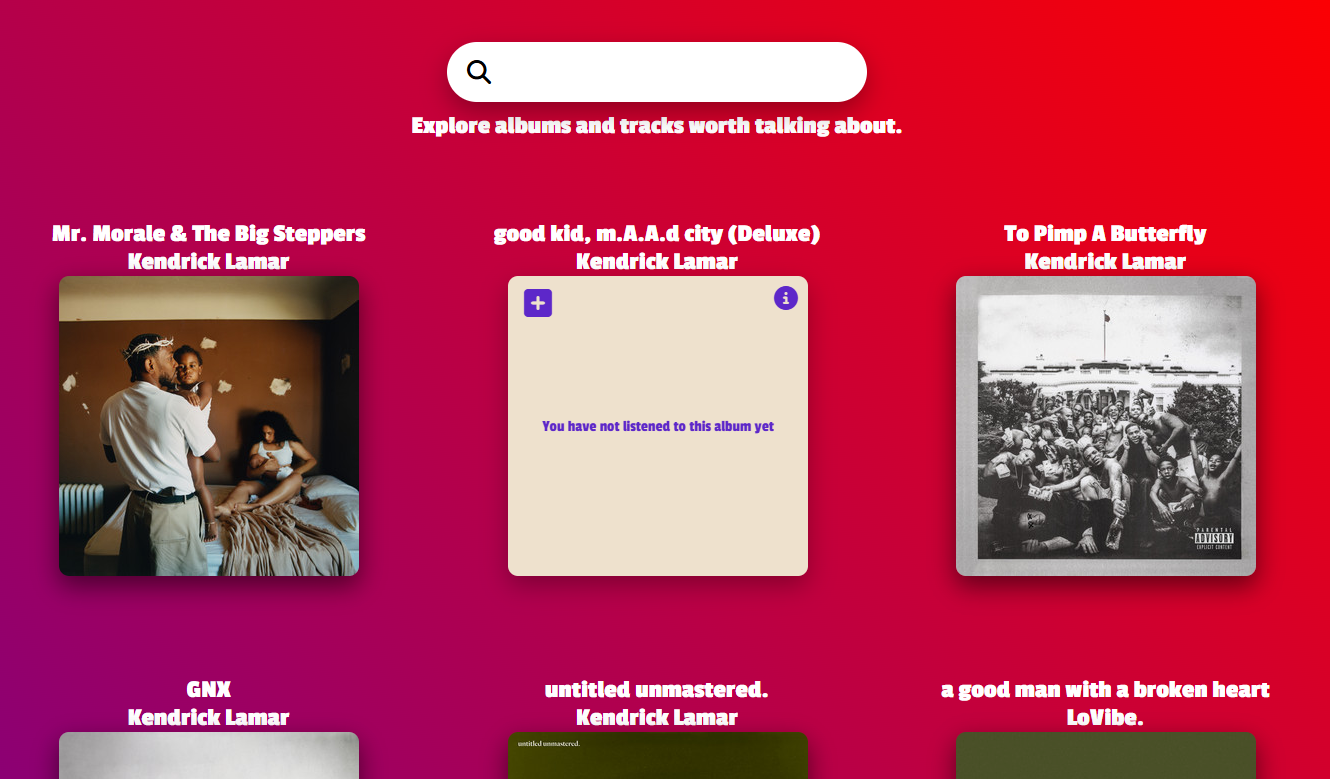 Explore albums and tracks worth talking about.
Mr. Morale & The Big Steppers
Kendrick Lamar
good kid, m.A.A.d city (Deluxe)
Kendrick Lamar
You have not listened to this album yet
To Pimp A Butterfly
Kendrick Lamar
PARENTAL
ADVISORY
EXPLICIT CONTENT
GNX
Kendrick Lamar
untitled unmastered.
Kendrick Lamar
untitled unmastered.
a good man with a broken heart
LoVibe.